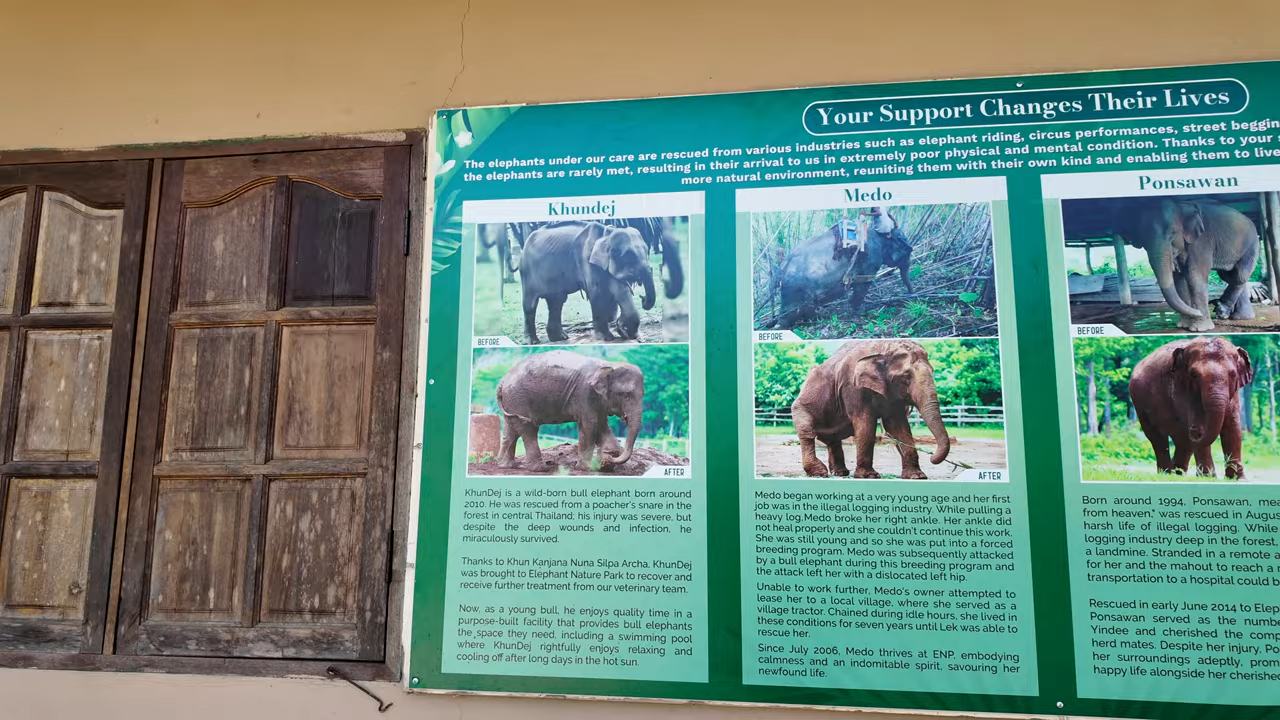 Your Support Changes Their Lives
The elephants under our care are rescued from various industries such as elephant riding, circus performances, street
the elephants are rarely met, resulting in their arrival to us in extremely poor physical and mental condition. Thanks to your
more natural environment, reuniting them with their own kind and enabling them to live
Khundej
BEFORE
AFTER
KhunDej is a wild-born bull elephant born around
2010. He was rescued from a poacher's snare in the
forest in central Thailand; his injury was severe, but
despite the deep wounds and infection, he
miraculously survived.
Thanks to Khun Kanjana Nuna Silpa Archa, KhunDej
was brought to Elephant Nature Park to recover and
receive further treatment from our veterinary team.
Now, as a young bull, he enjoys quality time in a
purpose-built facility that provides bull elephants
the space they need, including a swimming pool
where KhunDej rightfully enjoys relaxing and
cooling off after long days in the hot sun.
Medo
BEFORE
AFTER
Medo began working at a very young age and her first
job was in the illegal logging industry. While pulling a
heavy log,Medo broke her right ankle. Her ankle did
not heal properly and she couldn't continue this work.
She was still young and so she was put into a forced
breeding program. Medo was subsequently attacked
by a bull elephant during this breeding program and
the attack left her with a dislocated left hip.
Unable to work further, Medo's owner attempted to
lease her to a local village, where she served as a
village tractor. Chained during idle hours, she lived in
these conditions for seven years until Lek was able to
rescue her.
Since July 2006, Medo thrives at ENP, embodying
calmness and an indomitable spirit, savouring her
newfound life.
Ponsawan
BEFORE
Born around 1994, Ponsawan,
from heaven," was rescued in
harsh life of illegal logging. While
logging industry deep in the forest,
a landmine. Stranded in a remote
for her and the mahout to reach a
transportation to a hospital could
Rescued in early June 2014 to
Ponsawan served as the
Yindee and cherished the
herd mates. Despite her injury,
her surroundings adeptly,
happy life alongside her